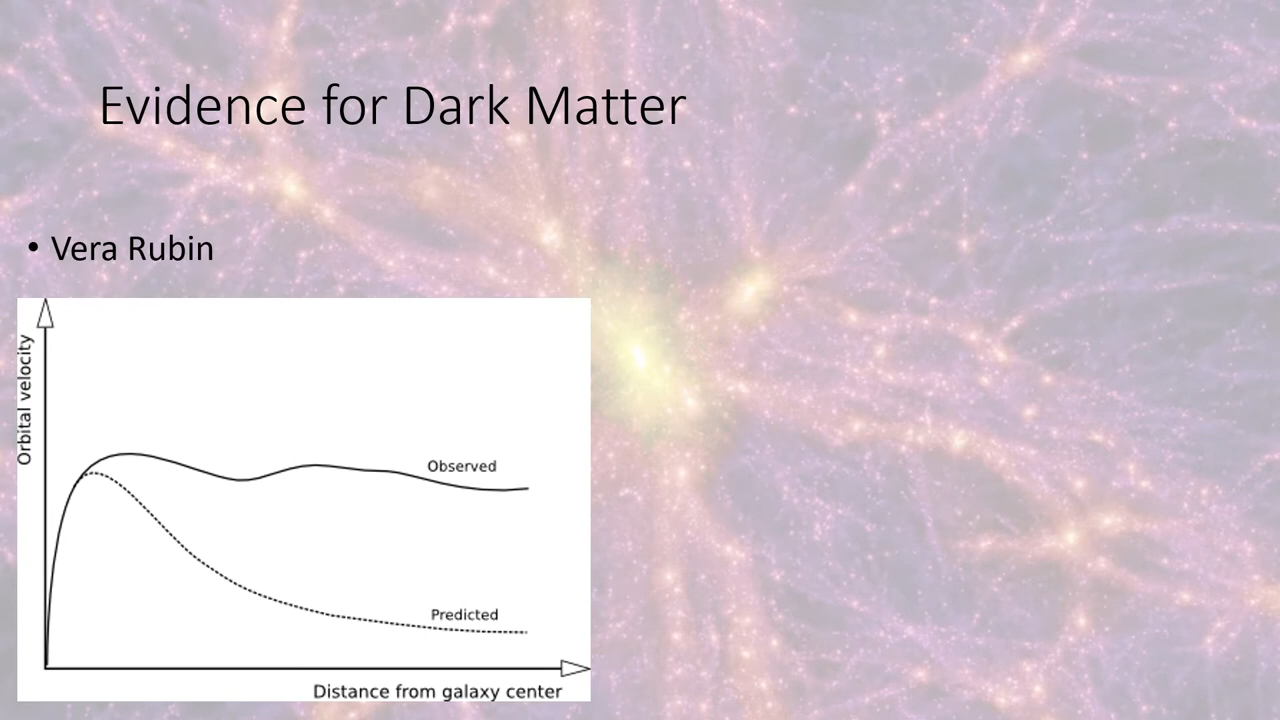 Evidence for Dark Matter
• Vera Rubin
Orbital velocity
Observed
Predicted
Distance from galaxy center